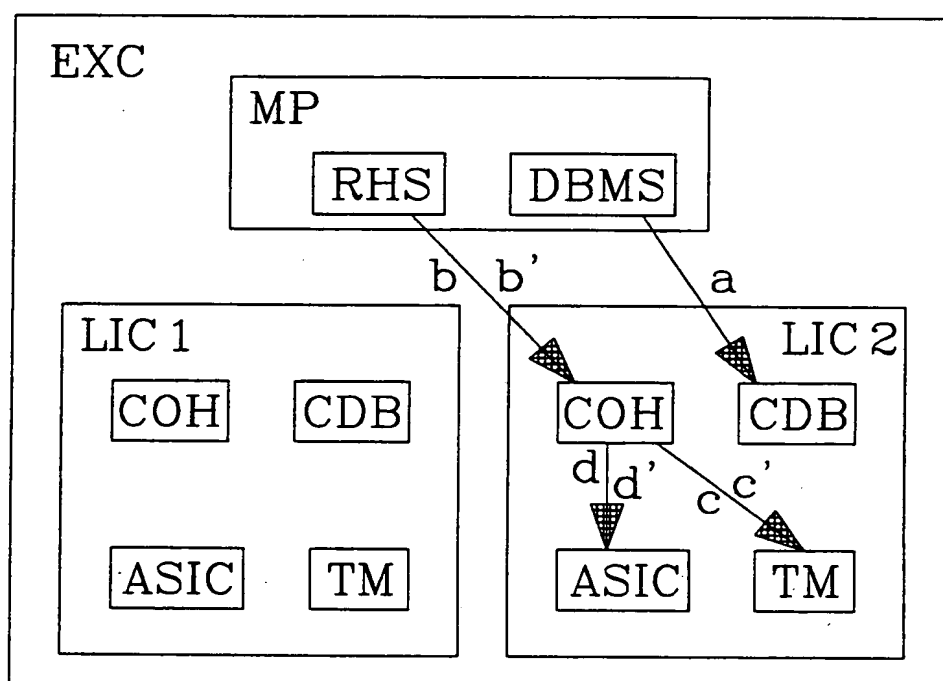 EXC
MP
RHS DBMS
b b' a
LIC 1 LIC 2
COH CDB COH CDB
d d' c c'
ASIC TM ASIC TM